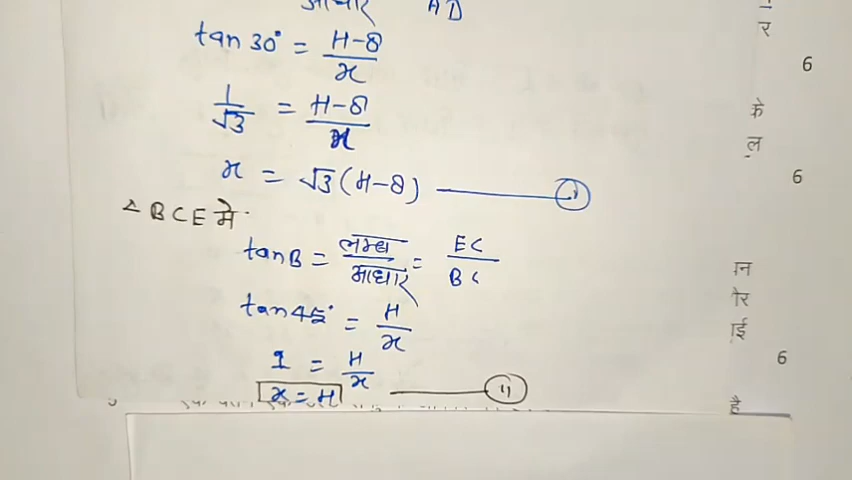 आधार AD
tan 30° = H-8/x
1/√3 = H-8/x
x = √3(H-8) —— (i)
△BCE मे
tanB = लम्ब/आधार = EC/BC
tan45° = H/x
1 = H/x
x = H —— (ii)
र
6
के
ल
6
ान
ैर
ाई
6
है